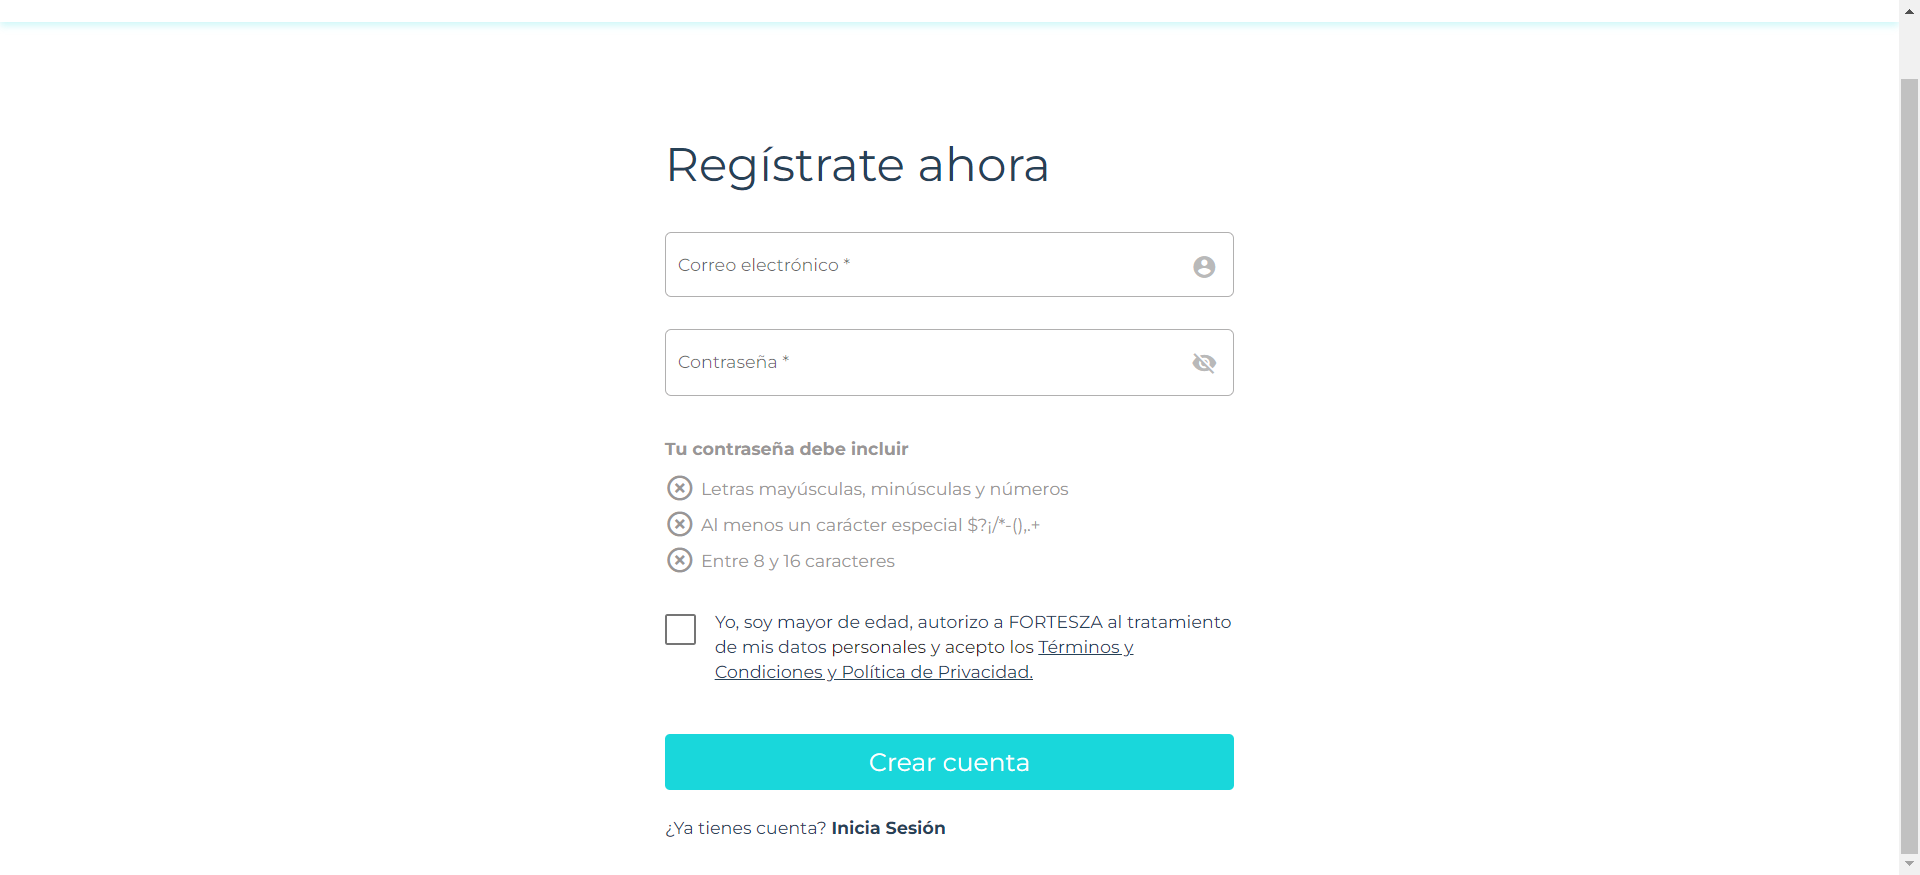 Regístrate ahora
Correo electrónico *
Contraseña *
Tu contraseña debe incluir
Letras mayúsculas, minúsculas y números
Al menos un carácter especial $?¡/*-(),.+
Entre 8 y 16 caracteres
Yo, soy mayor de edad, autorizo a FORTESZA al tratamiento
de mis datos personales y acepto los Términos y
Condiciones y Política de Privacidad.
Crear cuenta
¿Ya tienes cuenta? Inicia Sesión